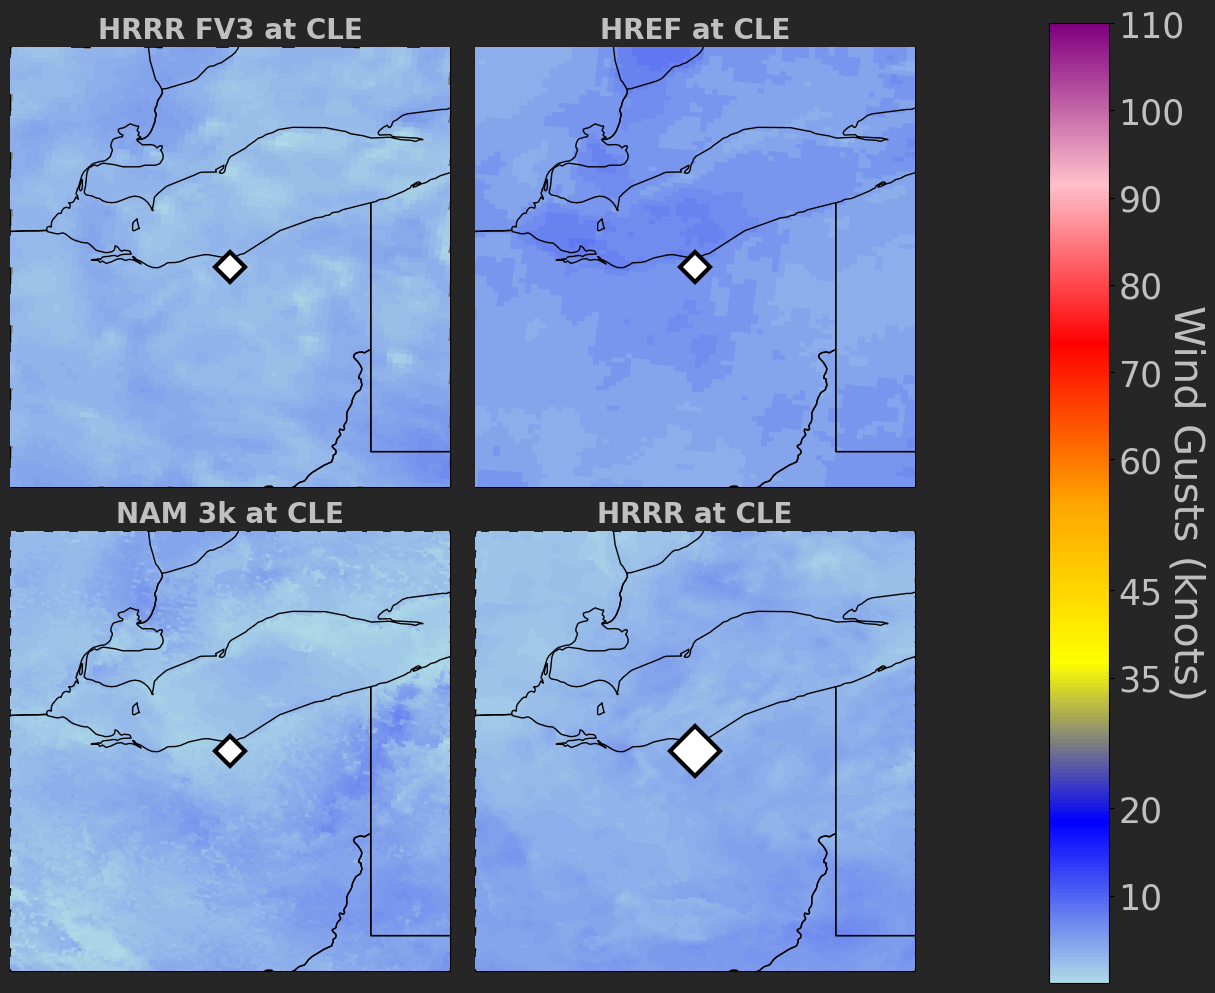 HRRR FV3 at CLE
HREF at CLE
NAM 3k at CLE
HRRR at CLE
110
100
90
80
70
60
45
35
20
10
Wind Gusts (knots)